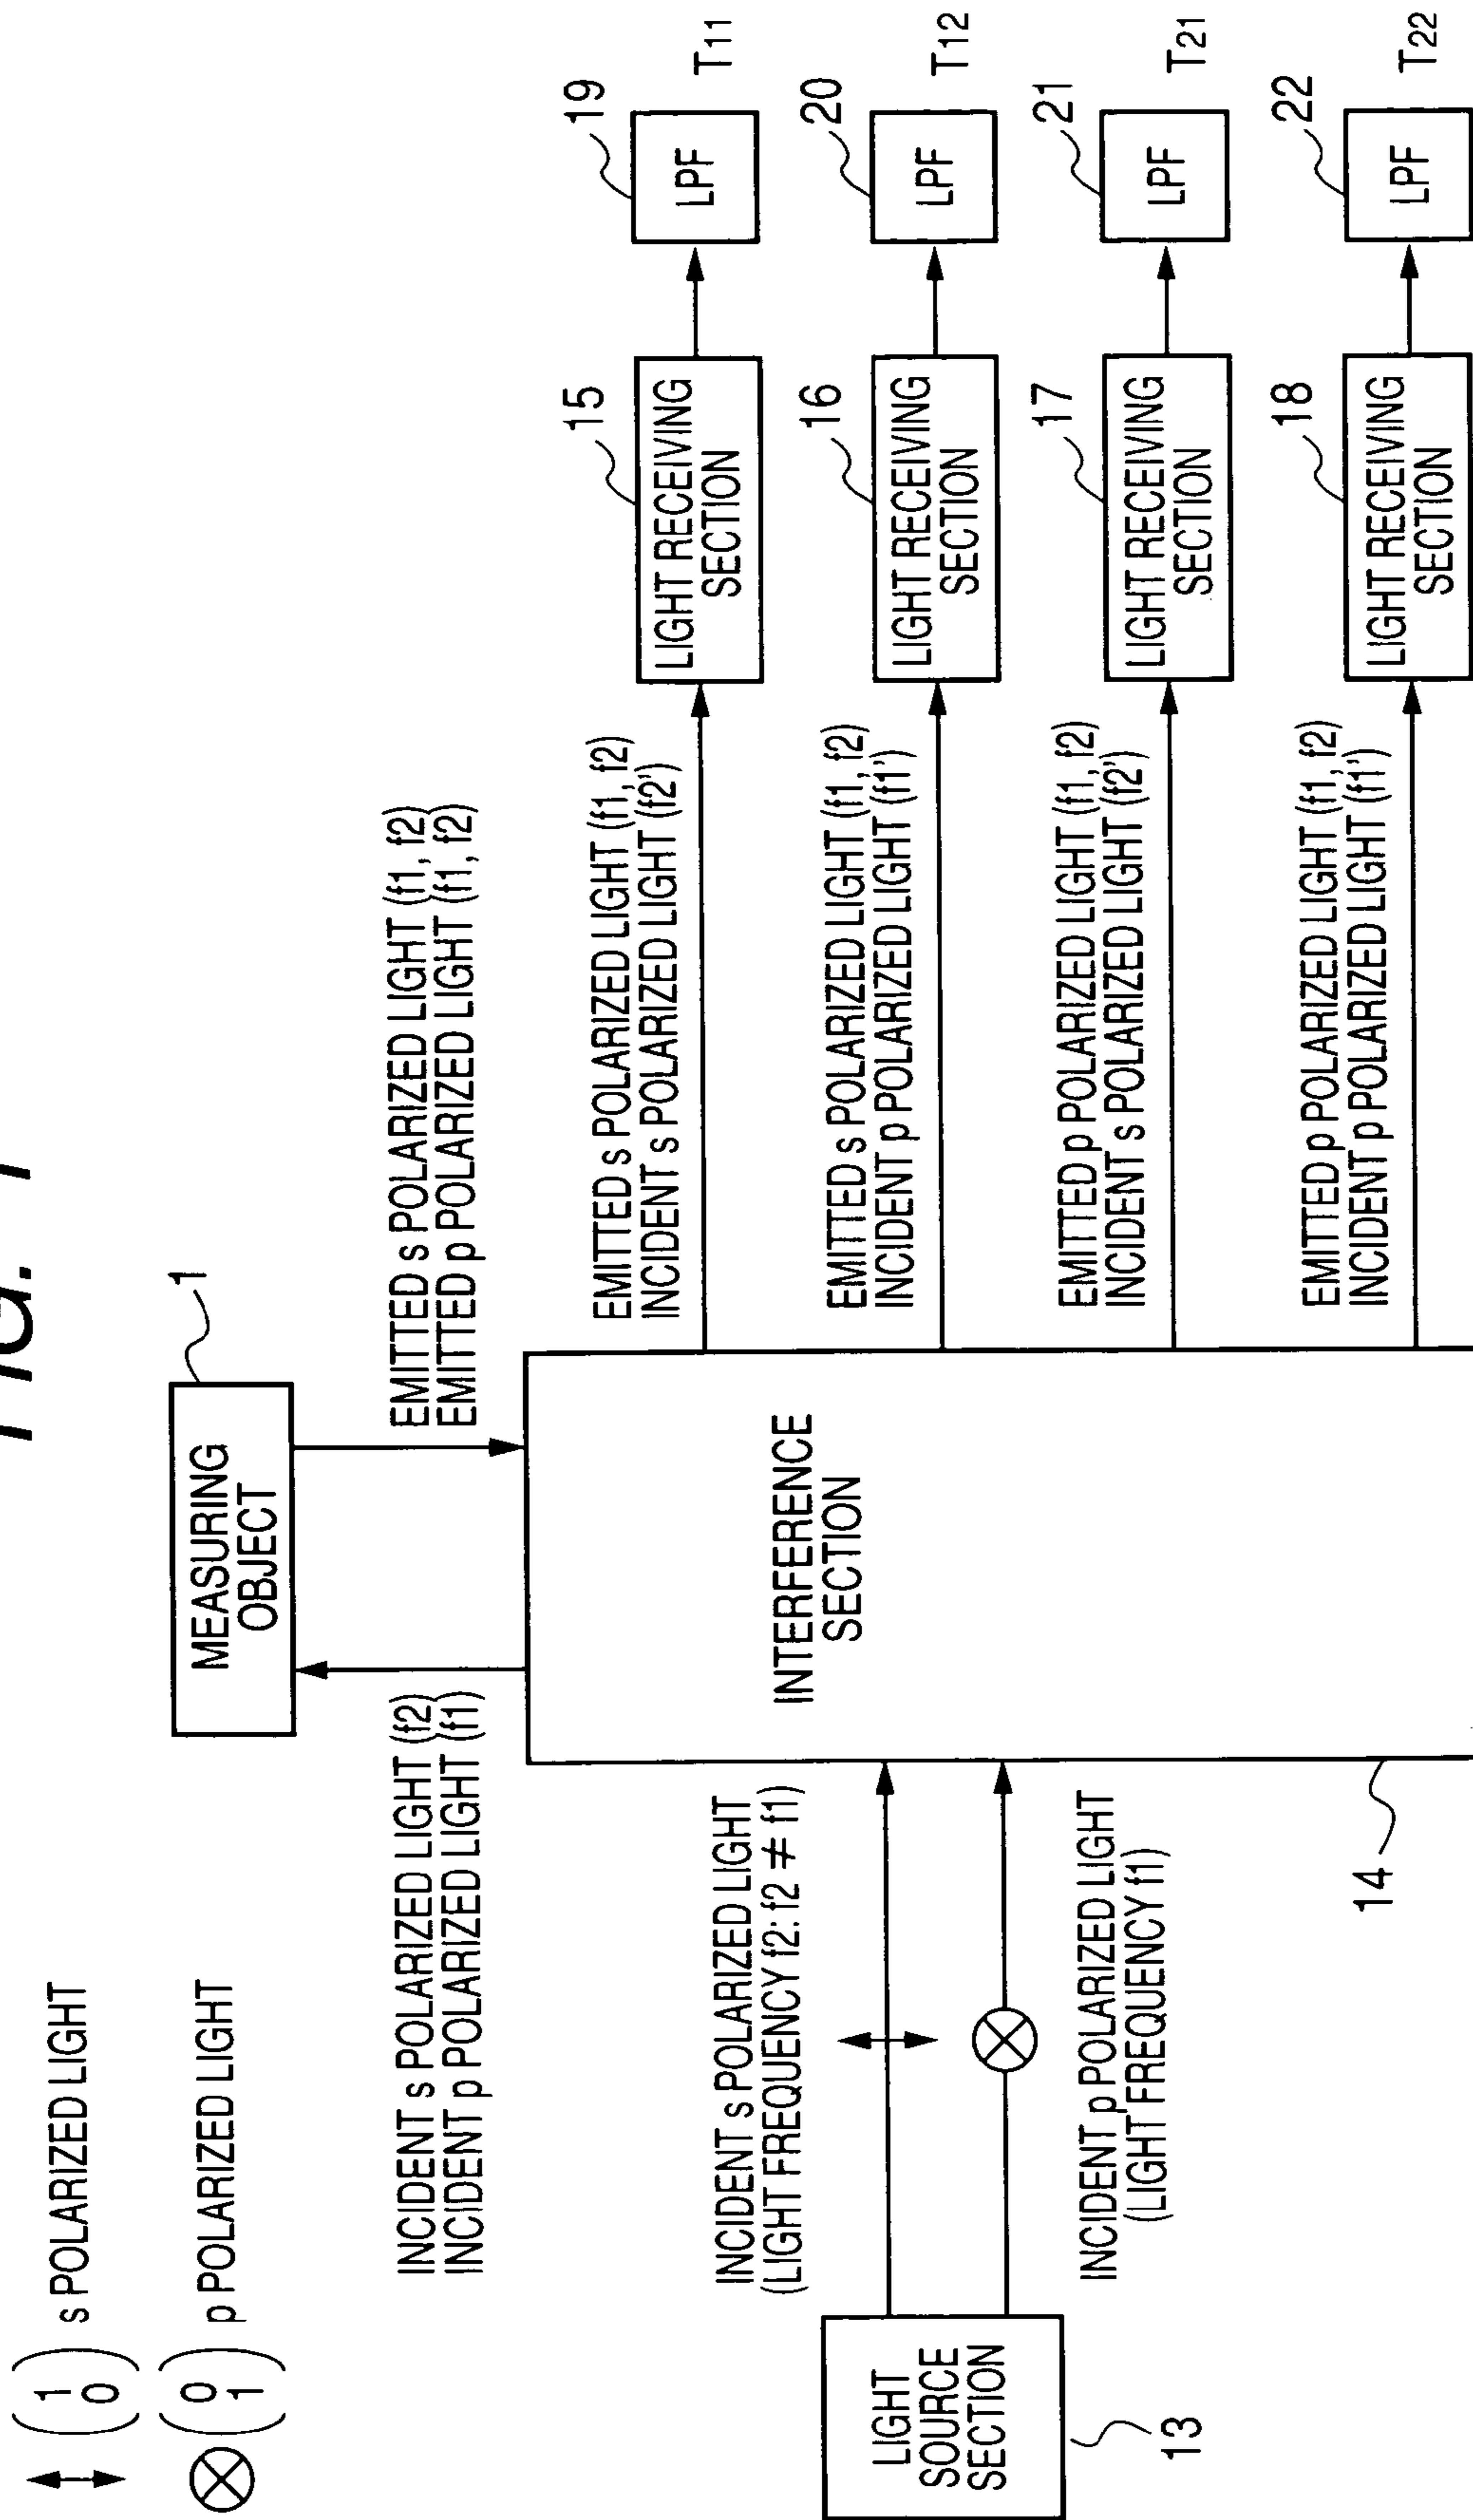 FIG. 1
(1 0) s POLARIZED LIGHT
(0 1) p POLARIZED LIGHT
MEASURING
OBJECT
1
INCIDENT s POLARIZED LIGHT (f2)
INCIDENT p POLARIZED LIGHT (f1)
EMITTED s POLARIZED LIGHT (f1, f2)
EMITTED p POLARIZED LIGHT (f1, f2)
LIGHT
SOURCE
SECTION
13
INCIDENT s POLARIZED LIGHT
(LIGHT FREQUENCY f2: f2 ≠ f1)
INCIDENT p POLARIZED LIGHT
(LIGHT FREQUENCY f1)
INTERFERENCE
SECTION
14
EMITTED s POLARIZED LIGHT (f1, f2)
INCIDENT s POLARIZED LIGHT (f2')
LIGHT RECEIVING
SECTION
15
LPF
19
T11
EMITTED s POLARIZED LIGHT (f1, f2)
INCIDENT p POLARIZED LIGHT (f1')
LIGHT RECEIVING
SECTION
16
LPF
20
T12
EMITTED p POLARIZED LIGHT (f1, f2)
INCIDENT s POLARIZED LIGHT (f2')
LIGHT RECEIVING
SECTION
17
LPF
21
T21
EMITTED p POLARIZED LIGHT (f1, f2)
INCIDENT p POLARIZED LIGHT (f1')
LIGHT RECEIVING
SECTION
18
LPF
22
T22